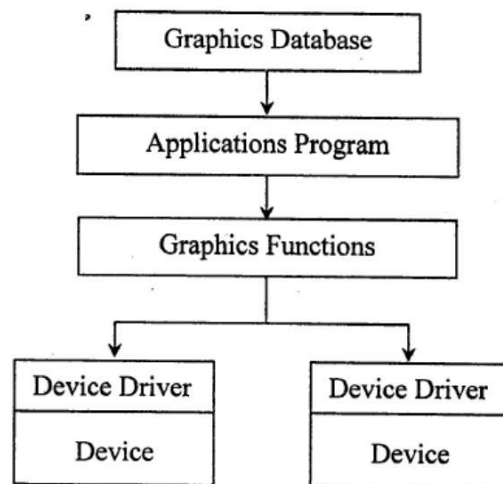 Graphics Database
Applications Program
Graphics Functions
Device Driver
Device
Device Driver
Device